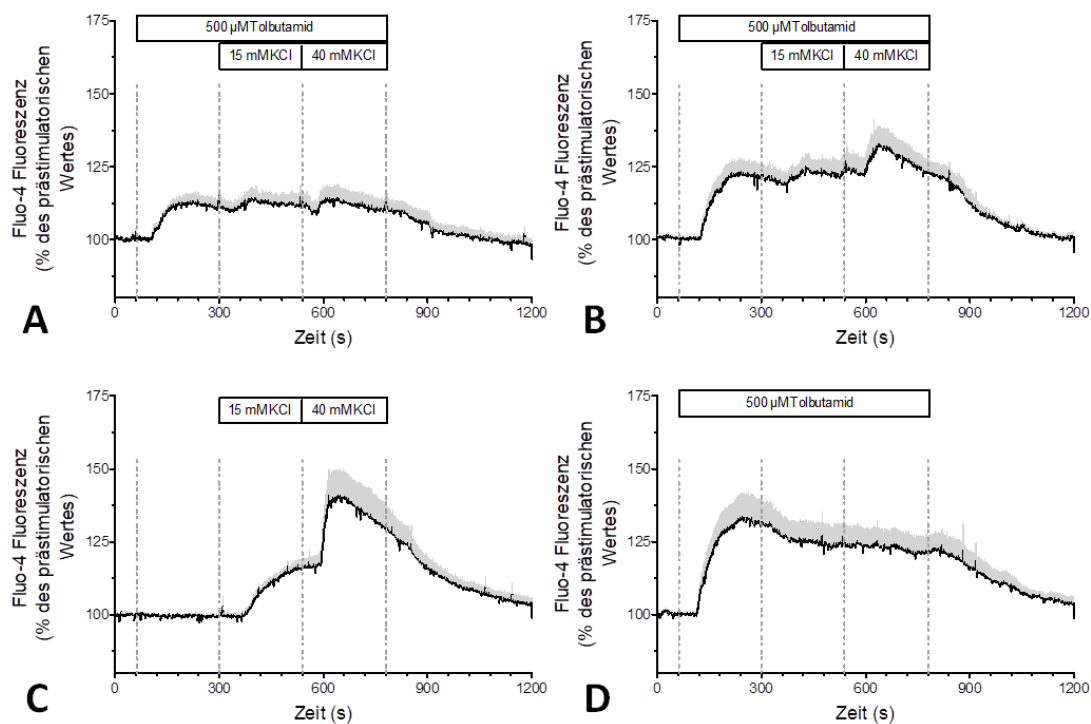 175
500 µMTolbutamid
15 mMKCl 40 mMKCl
150
125
100
Fluo-4 Fluoreszenz
(% des prästimulatorischen
Wertes)
0 300 600 900 1200
Zeit (s)
A
175
500 µMTolbutamid
15 mMKCl 40 mMKCl
150
125
100
Fluo-4 Fluoreszenz
(% des prästimulatorischen
Wertes)
0 300 600 900 1200
Zeit (s)
B
175
15 mMKCl 40 mMKCl
150
125
100
Fluo-4 Fluoreszenz
(% des prästimulatorischen
Wertes)
0 300 600 900 1200
Zeit (s)
C
175
500 µMTolbutamid
150
125
100
Fluo-4 Fluoreszenz
(% des prästimulatorischen
Wertes)
0 300 600 900 1200
Zeit (s)
D